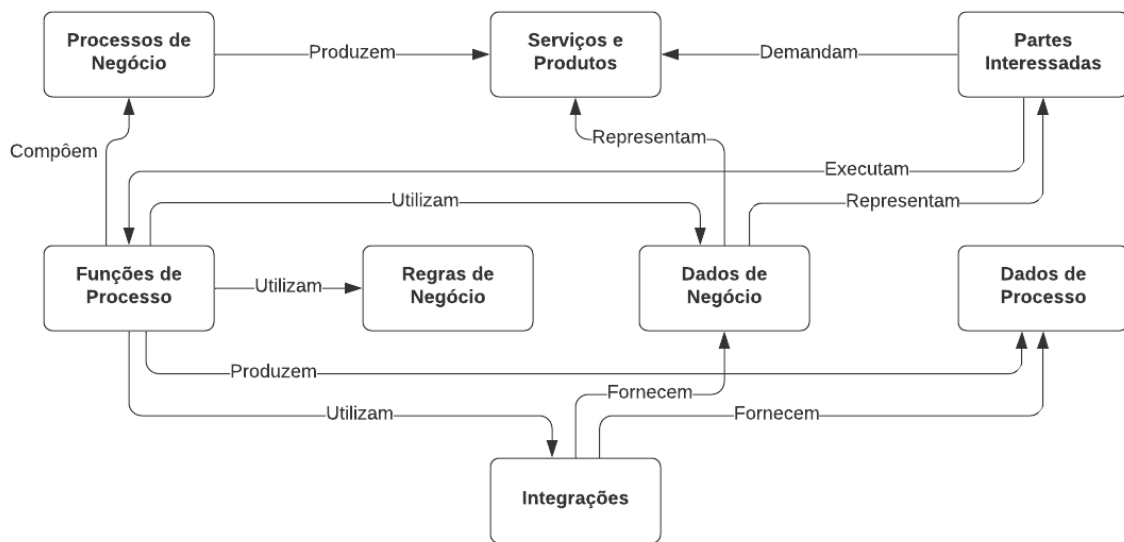 Processos de
Negócio
Produzem
Serviços e
Produtos
Demandam
Partes
Interessadas
Compôem
Representam
Executam
Utilizam
Representam
Funções de
Processo
Utilizam
Regras de
Negócio
Dados de
Negócio
Dados de
Processo
Produzem
Fornecem
Utilizam
Fornecem
Integrações